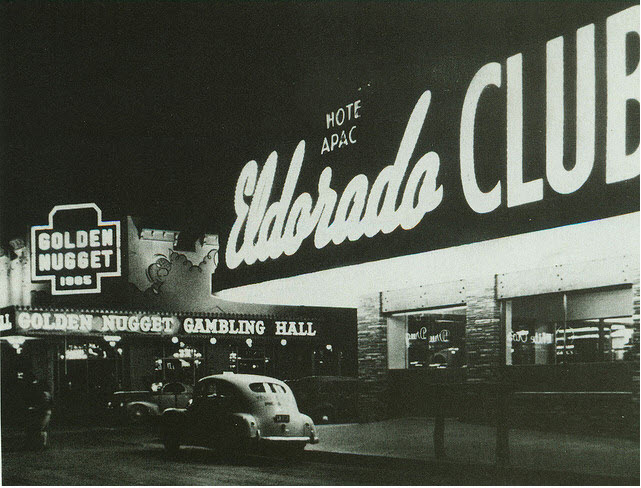 HOTE
APAC
Eldorado CLUB
GOLDEN
NUGGET
1905
GOLDEN NUGGET GAMBLING HALL